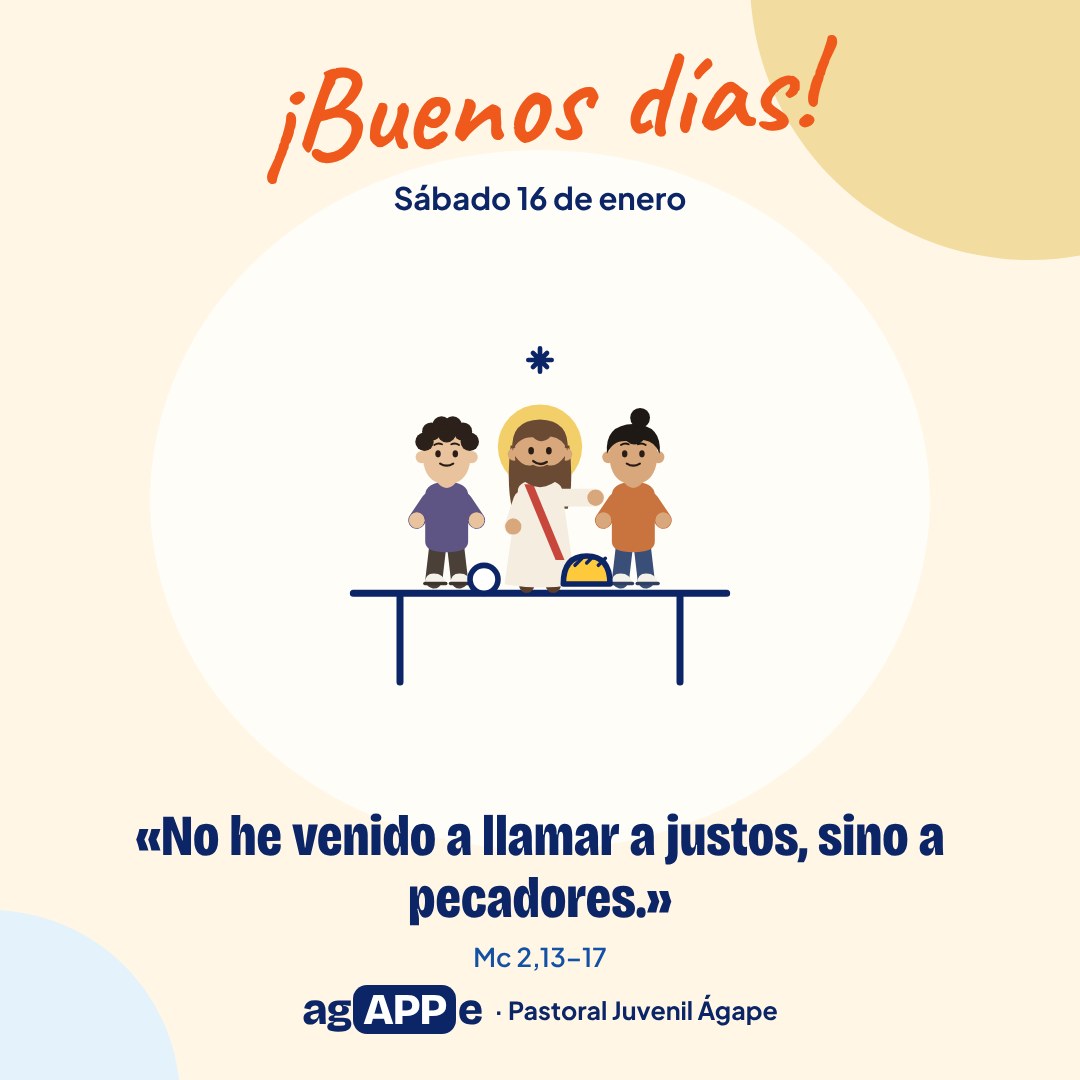 ¡Buenos días!
Sábado 16 de enero
«No he venido a llamar a justos, sino a
pecadores.»
Mc 2,13–17
agAPPe · Pastoral Juvenil Ágape